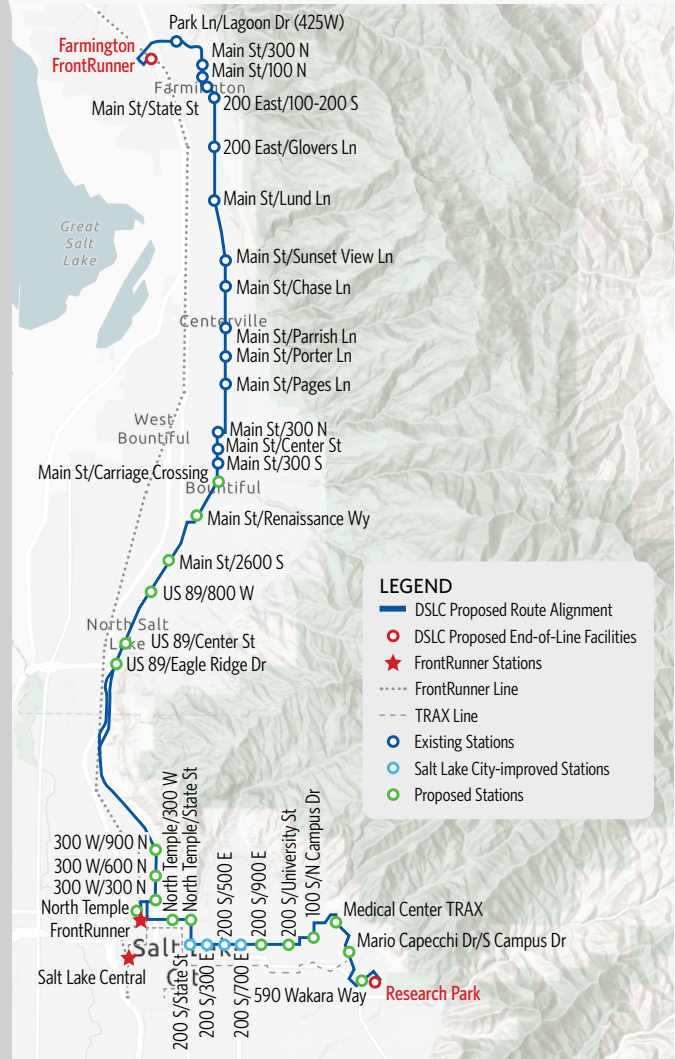 Park Ln/Lagoon Dr (425W)
Farmington
FrontRunner
Main St/300 N
Main St/100 N
Farmington
Main St/State St
200 East/100-200 S
200 East/Glovers Ln
Main St/Lund Ln
Great
Salt
Lake
Main St/Sunset View Ln
Main St/Chase Ln
Centerville
Main St/Parrish Ln
Main St/Porter Ln
Main St/Pages Ln
West
Bountiful
Main St/300 N
Main St/Center St
Main St/300 S
Main St/Carriage Crossing
Bountiful
Main St/Renaissance Wy
Main St/2600 S
US 89/800 W
North Salt
Lake
US 89/Center St
US 89/Eagle Ridge Dr
LEGEND
DSLC Proposed Route Alignment
DSLC Proposed End-of-Line Facilities
FrontRunner Stations
FrontRunner Line
TRAX Line
Existing Stations
Salt Lake City-improved Stations
Proposed Stations
300 W/900 N
300 W/600 N
300 W/300 N
North Temple/300 W
North Temple/State St
North Temple
FrontRunner
Salt Lake Central
Salt Lake
City
200 S/State St
200 S/300 E
200 S/500 E
200 S/700 E
200 S/900 E
200 S/University St
100 S/N Campus Dr
Medical Center TRAX
Mario Capecchi Dr/S Campus Dr
590 Wakara Way
Research Park